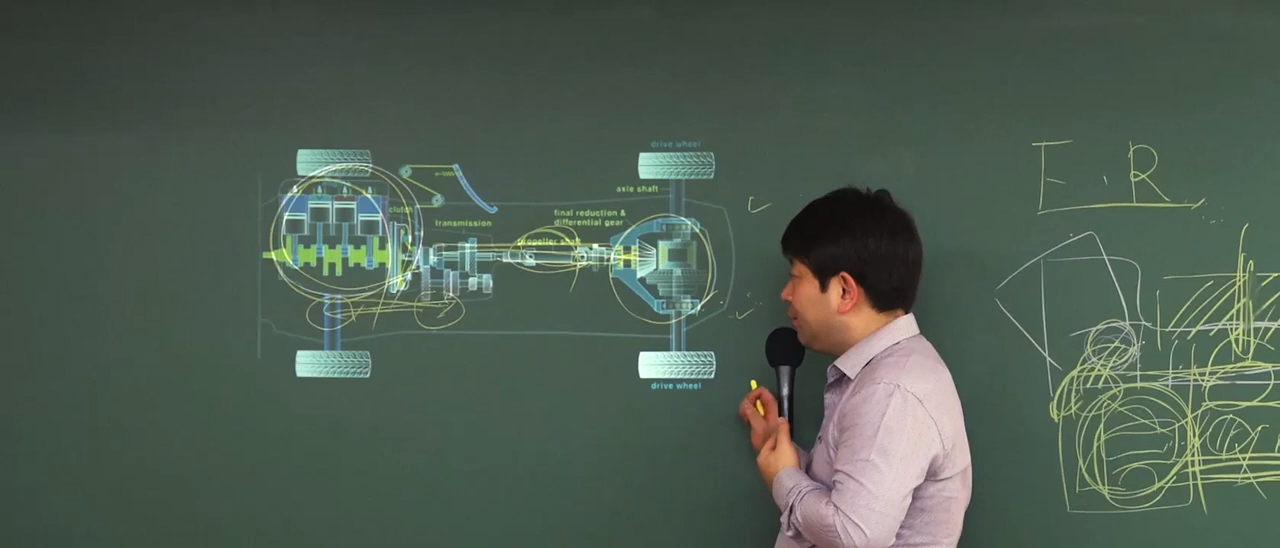 drive wheel
axle shaft
clutch
transmission
final reduction &
differential gear
propeller shaft
drive wheel
F.R